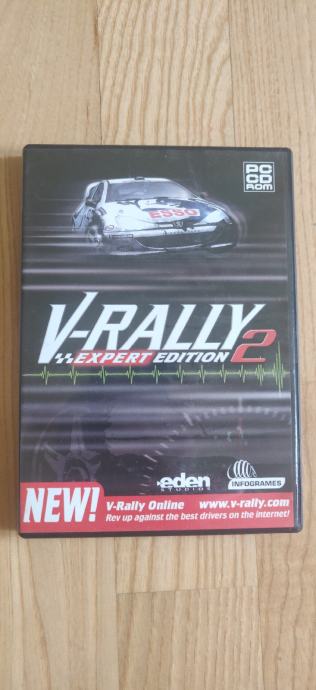 PC
CD
ROM
ESSO
V-RALLY 2
EXPERT EDITION
eden
STUDIOS
INFOGRAMES
NEW!
V-Rally Online www.v-rally.com
Rev up against the best drivers on the internet!